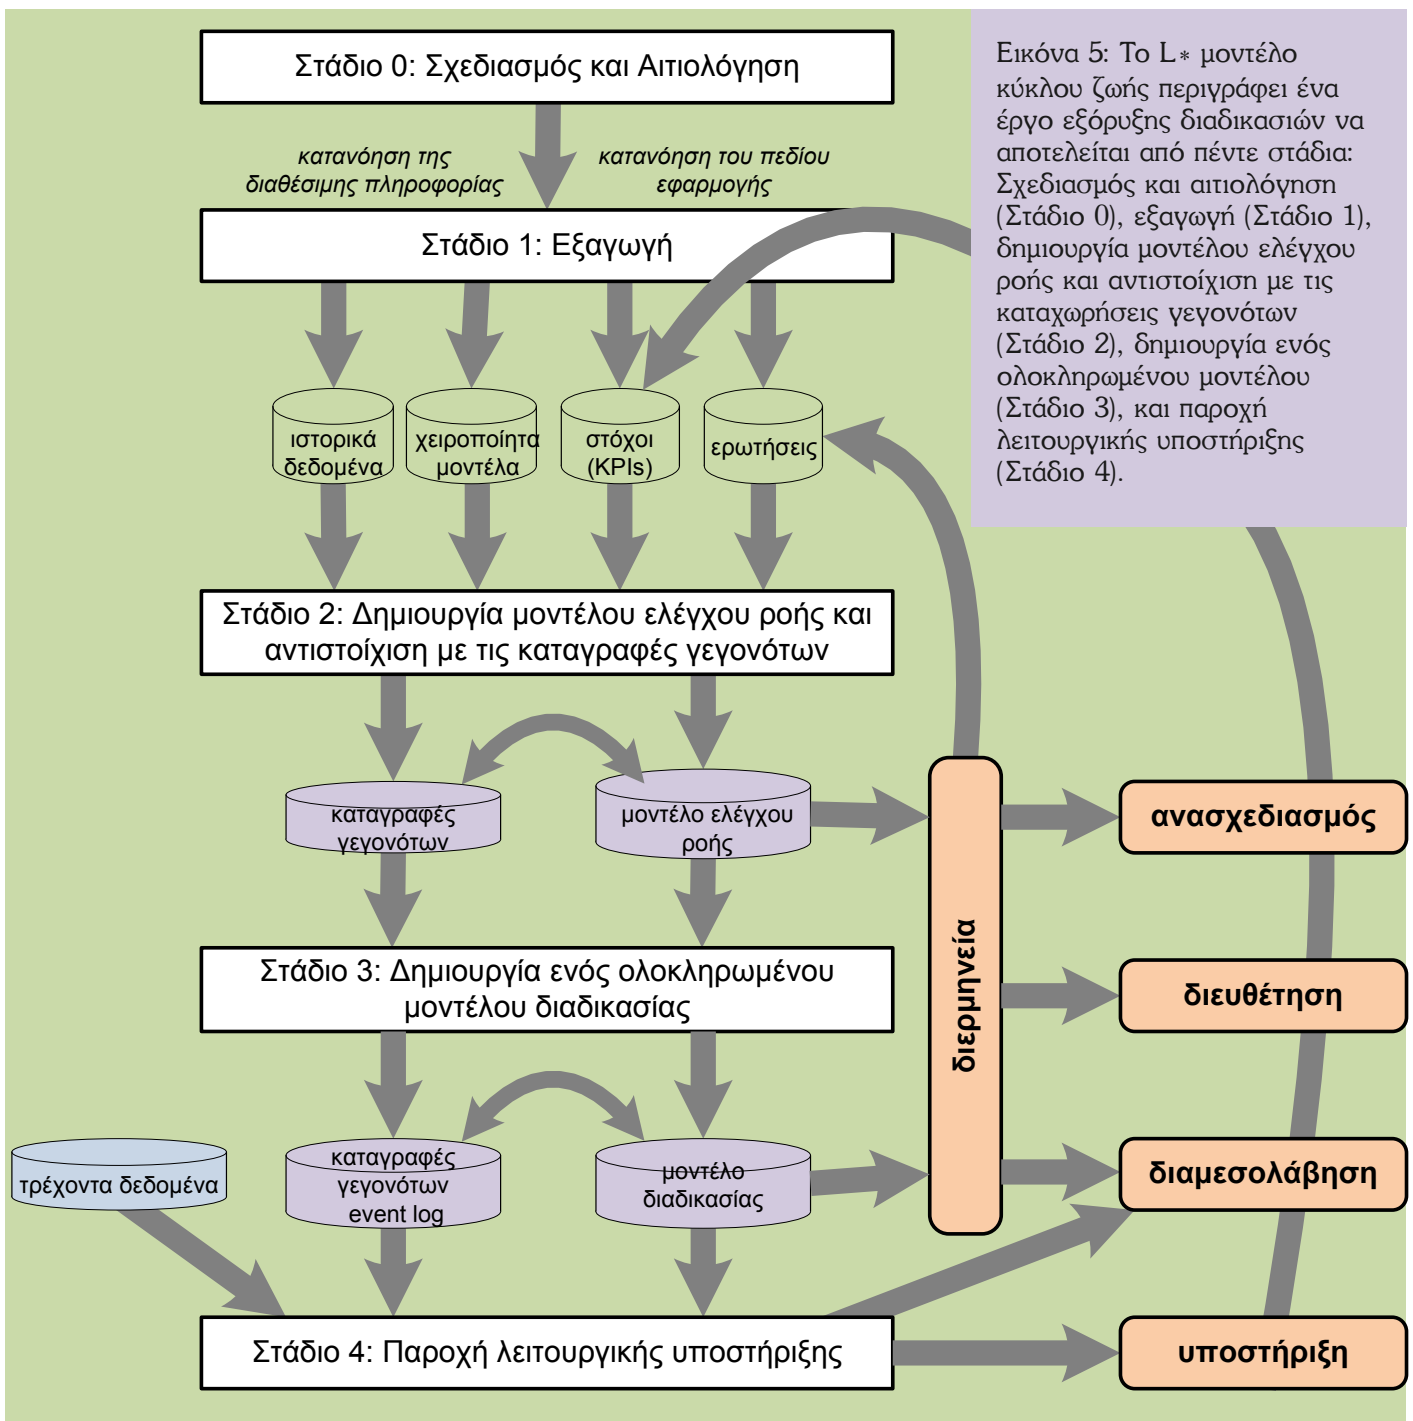 Στάδιο 0: Σχεδιασμός και Αιτιολόγηση
Εικόνα 5: Το L* μοντέλο
κύκλου ζωής περιγράφει ένα
έργο εξόρυξης διαδικασιών να
αποτελείται από πέντε στάδια:
Σχεδιασμός και αιτιολόγηση
(Στάδιο 0), εξαγωγή (Στάδιο 1),
δημιουργία μοντέλου ελέγχου
ροής και αντιστοίχιση με τις
καταχωρήσεις γεγονότων
(Στάδιο 2), δημιουργία ενός
ολοκληρωμένου μοντέλου
(Στάδιο 3), και παροχή
λειτουργικής υποστήριξης
(Στάδιο 4).
κατανόηση της
διαθέσιμης πληροφορίας
κατανόηση του πεδίου
εφαρμογής
Στάδιο 1: Εξαγωγή
ιστορικά
δεδομένα
χειροποίητα
μοντέλα
στόχοι
(KPIs)
ερωτήσεις
Στάδιο 2: Δημιουργία μοντέλου ελέγχου ροής και
αντιστοίχιση με τις καταγραφές γεγονότων
καταγραφές
γεγονότων
μοντέλο ελέγχου
ροής
διερμηνεία
ανασχεδιασμός
Στάδιο 3: Δημιουργία ενός ολοκληρωμένου
μοντέλου διαδικασίας
διευθέτηση
τρέχοντα δεδομένα
καταγραφές
γεγονότων
event log
μοντέλο
διαδικασίας
διαμεσολάβηση
Στάδιο 4: Παροχή λειτουργικής υποστήριξης
υποστήριξη